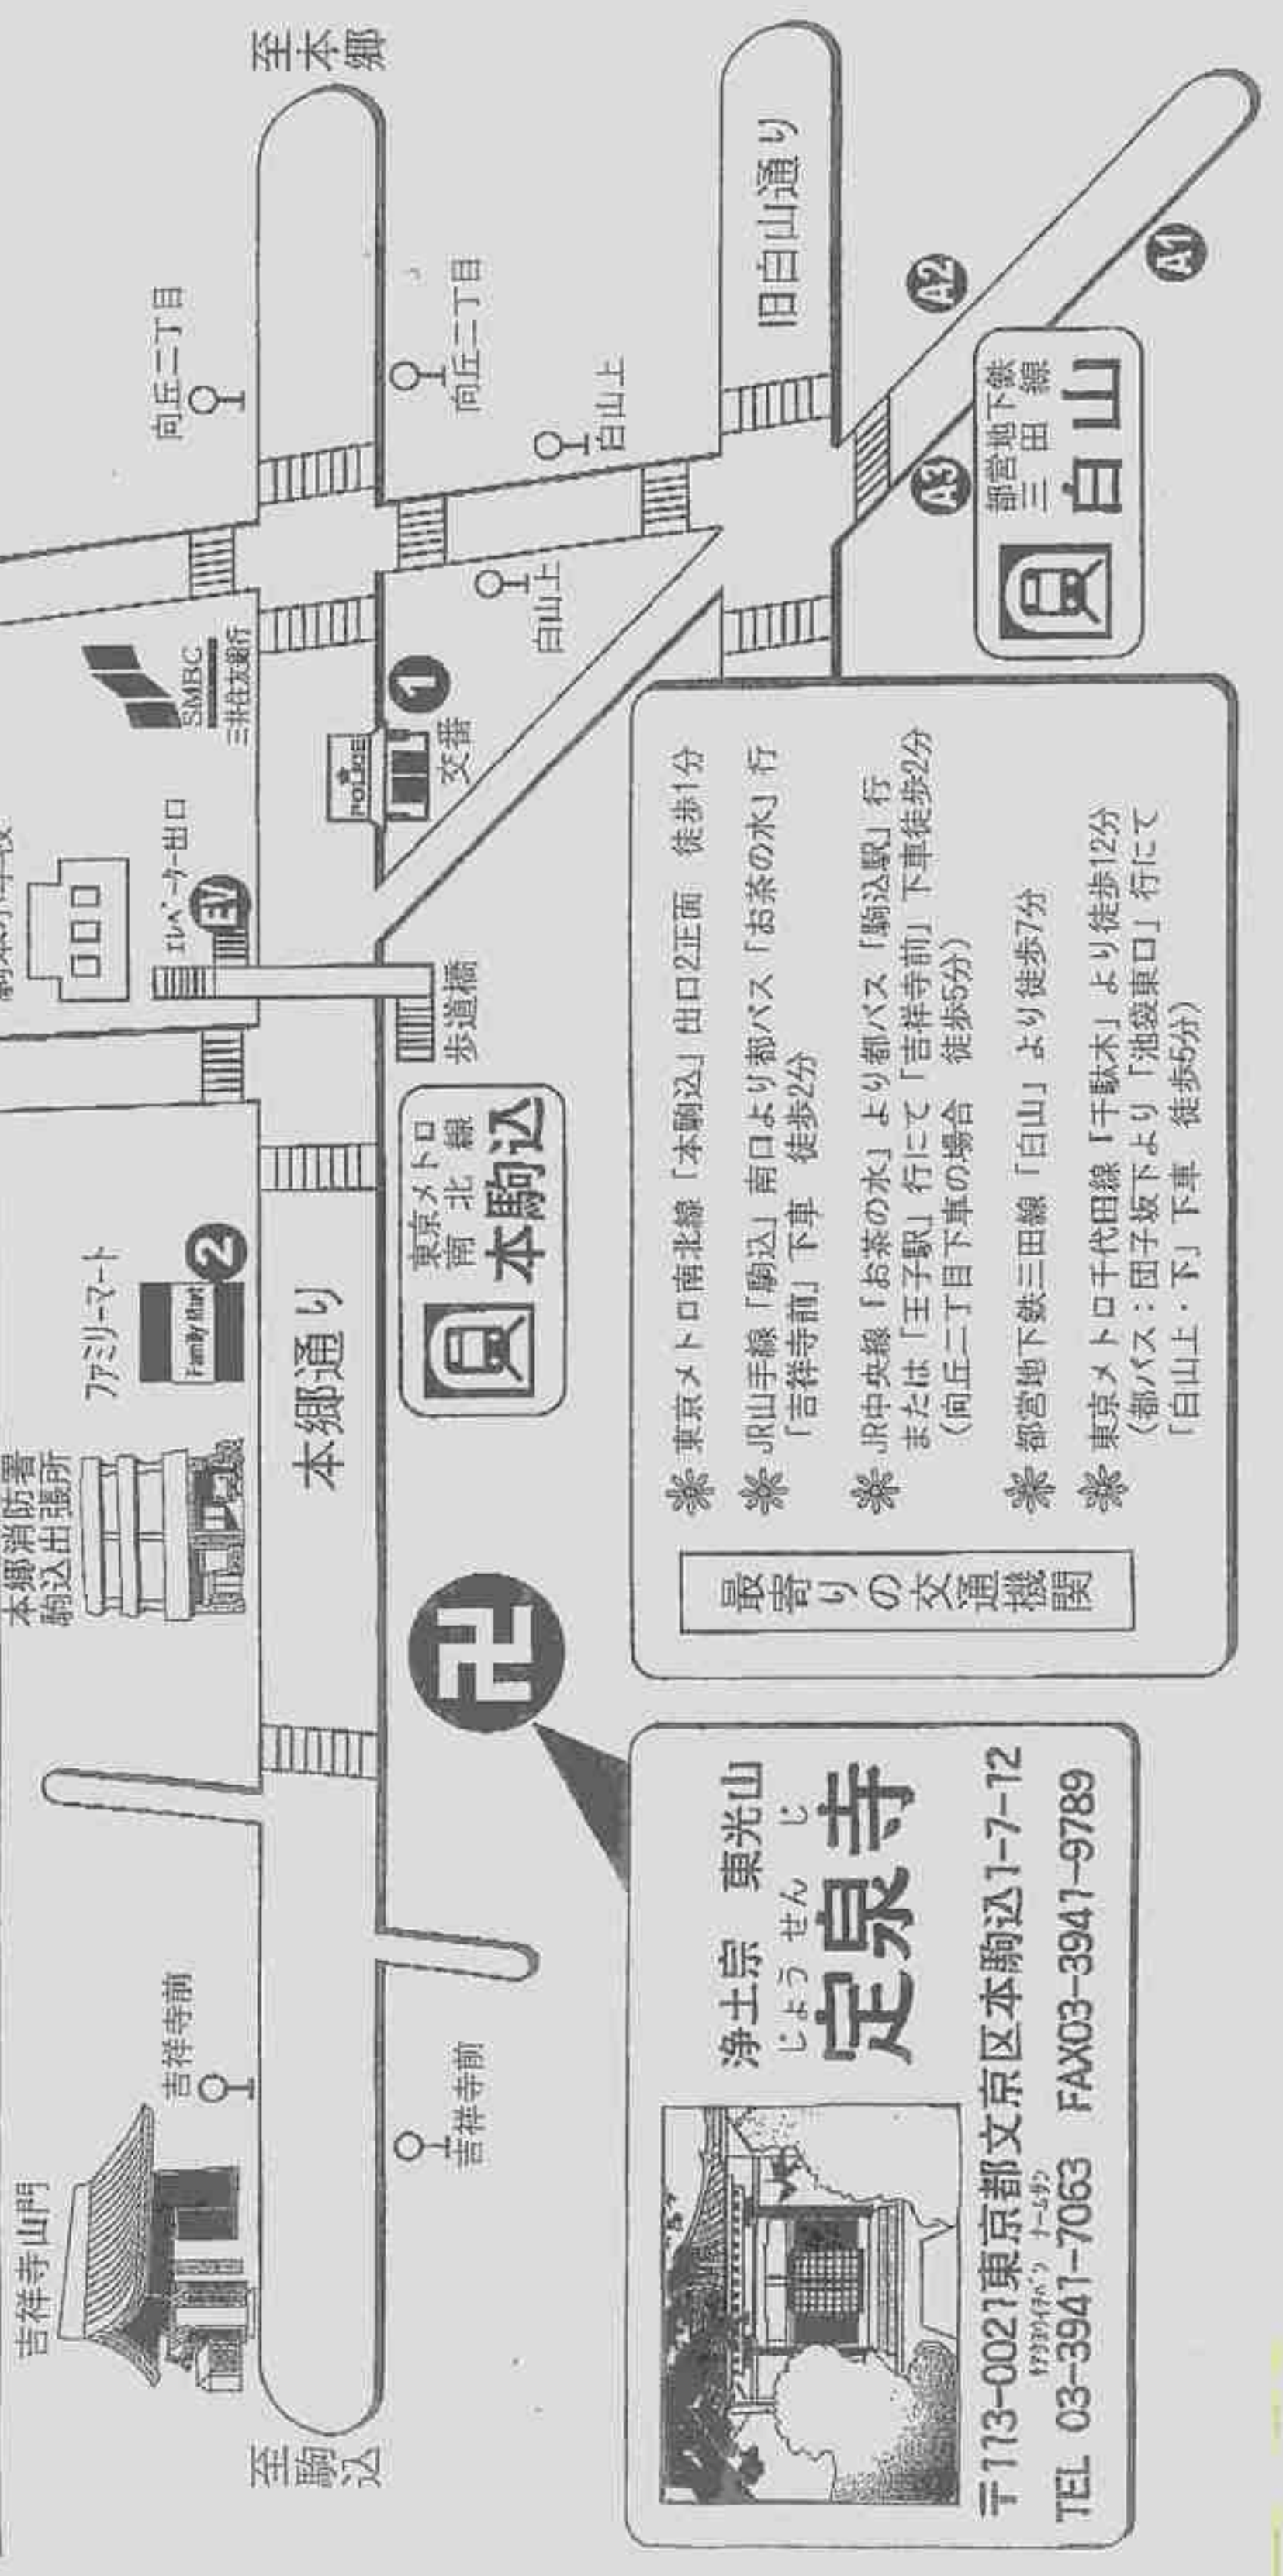 吉祥寺山門
吉祥寺前
本郷消防署
駒込出張所
ファミリーマート
FamilyMart
2
エレベーター出口
EV
SMBC
三井住友銀行
向丘二丁目
至駒込
本郷通り
至本郷
吉祥寺前
卍
東京メトロ
南北線
本駒込
歩道橋
POLICE
交番
1
白山上
白山上
向丘二丁目
旧白山通り
A3
A2
A1
都営地下鉄
三田線
白山
浄土宗 東光山
じょう せん じ
定泉寺
〒113-0021東京都文京区本駒込1-7-12
TEL 03-3941-7063 FAX03-3941-9789
最寄りの交通機関
東京メトロ南北線「本駒込」出口2正面 徒歩1分
JR山手線「駒込」南口より都バス「お茶の水」行
「吉祥寺前」下車 徒歩2分
JR中央線「お茶の水」より都バス「駒込駅」行
または「王子駅」行にて「吉祥寺前」下車徒歩2分
(向丘二丁目下車の場合 徒歩5分)
都営地下鉄三田線「白山」より徒歩7分
東京メトロ千代田線「千駄木」より徒歩12分
(都バス:団子坂下より「池袋東口」行にて
「白山上・下」下車 徒歩5分)